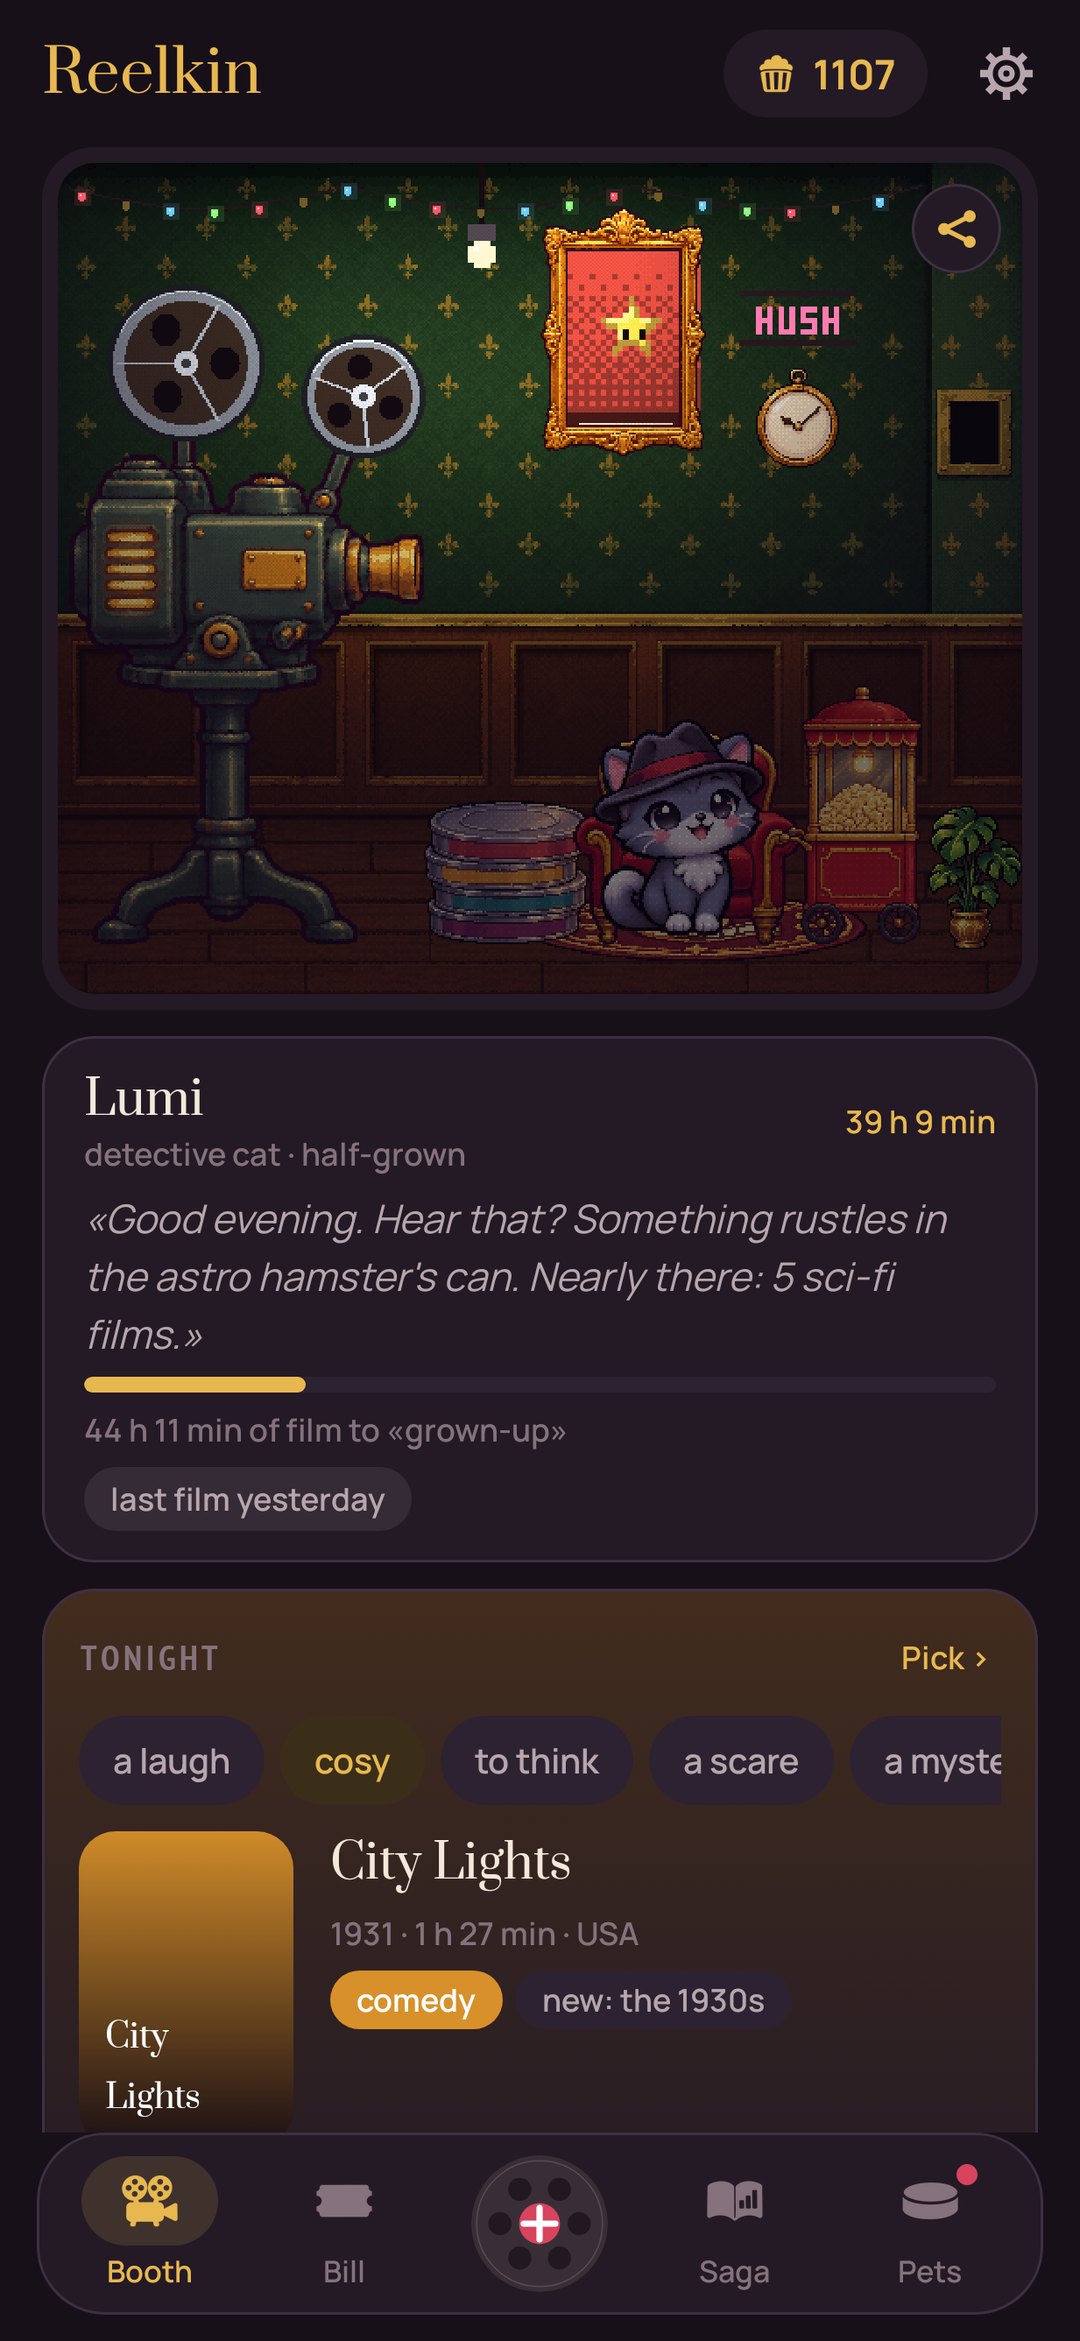 Reelkin
1107
HUSH
Lumi
39 h 9 min
detective cat · half-grown
«Good evening. Hear that? Something rustles in
the astro hamster's can. Nearly there: 5 sci-fi
films.»
44 h 11 min of film to «grown-up»
last film yesterday
TONIGHT
Pick ›
a laugh
cosy
to think
a scare
a myste
City Lights
1931 · 1 h 27 min · USA
comedy
new: the 1930s
City
Lights
Booth
Bill
Saga
Pets